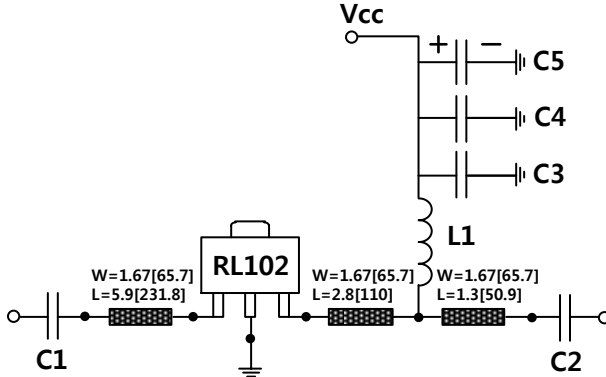 Vcc
+ −
C5
C4
C3
L1
RL102
W=1.67[65.7]
L=5.9[231.8]
W=1.67[65.7]
L=2.8[110]
W=1.67[65.7]
L=1.3[50.9]
C1
C2